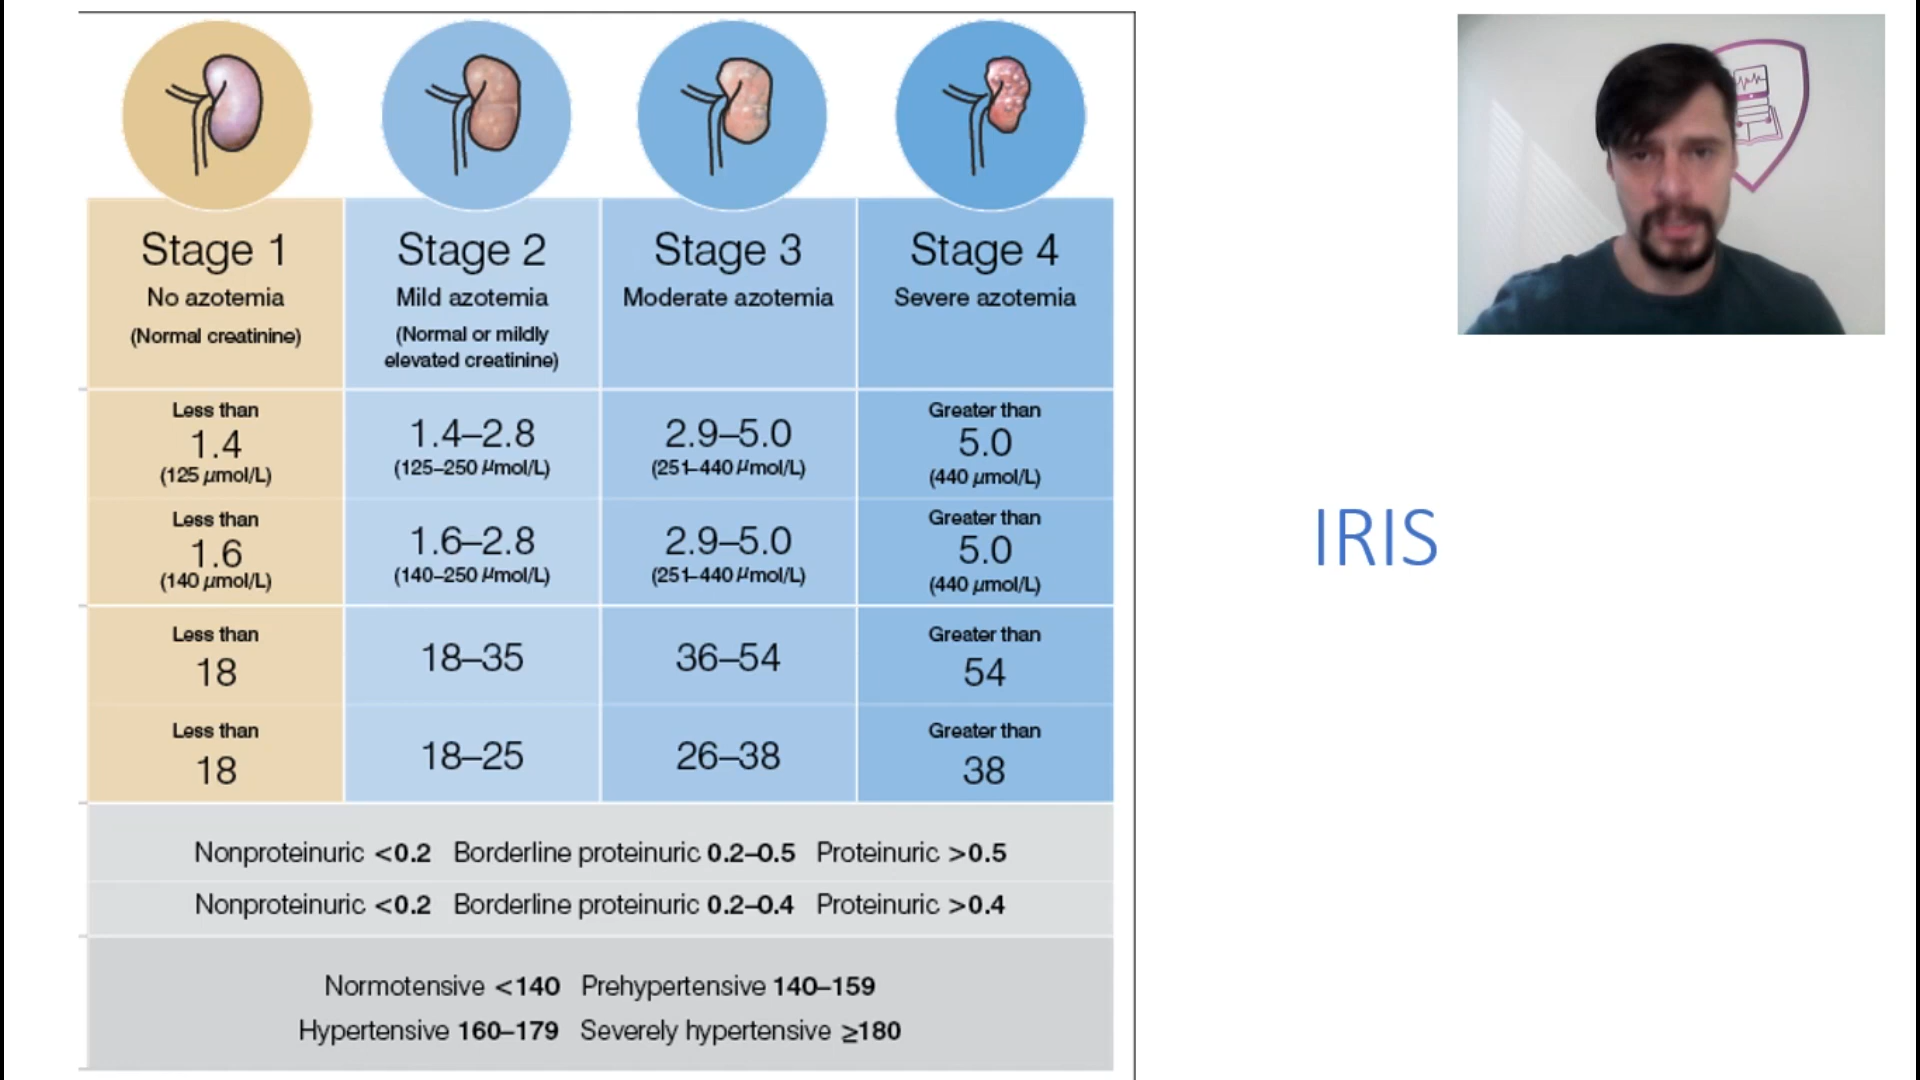 Stage 1
No azotemia
(Normal creatinine)
Stage 2
Mild azotemia
(Normal or mildly
elevated creatinine)
Stage 3
Moderate azotemia
Stage 4
Severe azotemia
Less than
1.4
(125 µmol/L)
1.4–2.8
(125–250 µmol/L)
2.9–5.0
(251–440 µmol/L)
Greater than
5.0
(440 µmol/L)
Less than
1.6
(140 µmol/L)
1.6–2.8
(140–250 µmol/L)
2.9–5.0
(251–440 µmol/L)
Greater than
5.0
(440 µmol/L)
Less than
18
18–35
36–54
Greater than
54
Less than
18
18–25
26–38
Greater than
38
Nonproteinuric <0.2 Borderline proteinuric 0.2–0.5 Proteinuric >0.5
Nonproteinuric <0.2 Borderline proteinuric 0.2–0.4 Proteinuric >0.4
Normotensive <140 Prehypertensive 140–159
Hypertensive 160–179 Severely hypertensive ≥180
IRIS